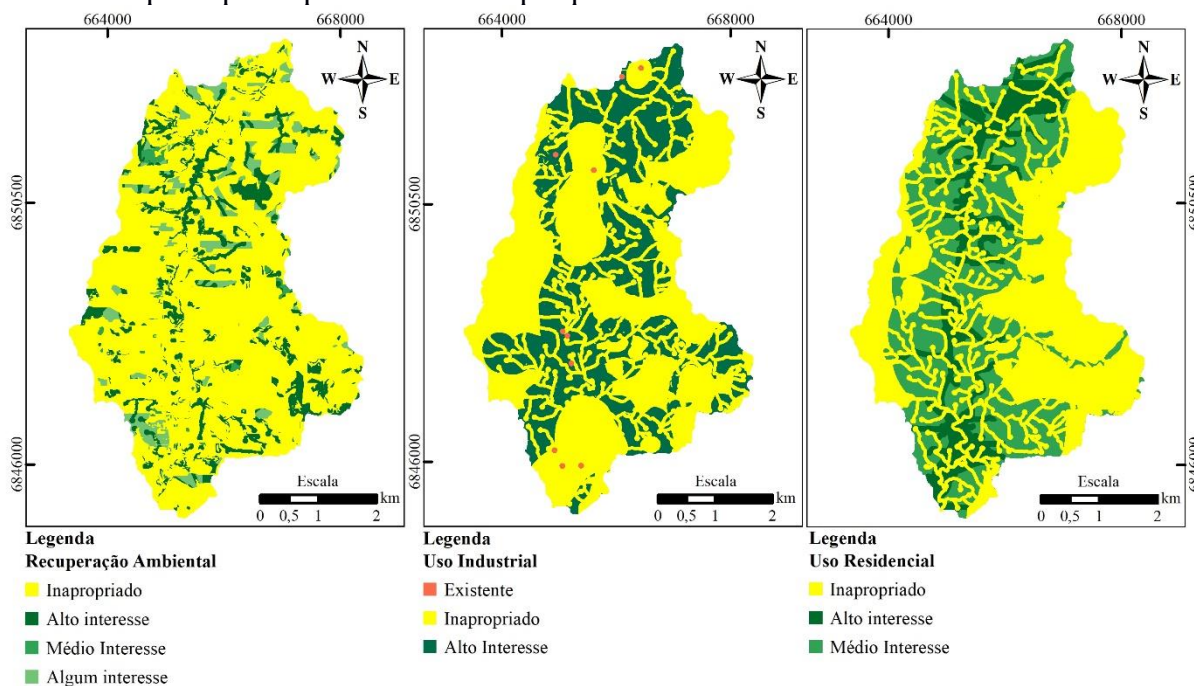 664000 668000
N
W E
S
6850500
6846000
Escala
km
0 0,5 1 2
Legenda
Recuperação Ambiental
Inapropriado
Alto interesse
Médio Interesse
Algum interesse
664000 668000
N
W E
S
6850500
6846000
Escala
km
0 0,5 1 2
Legenda
Uso Industrial
Existente
Inapropriado
Alto Interesse
664000 668000
N
W E
S
6850500
6846000
Escala
km
0 0,5 1 2
Legenda
Uso Residencial
Inapropriado
Alto interesse
Médio Interesse